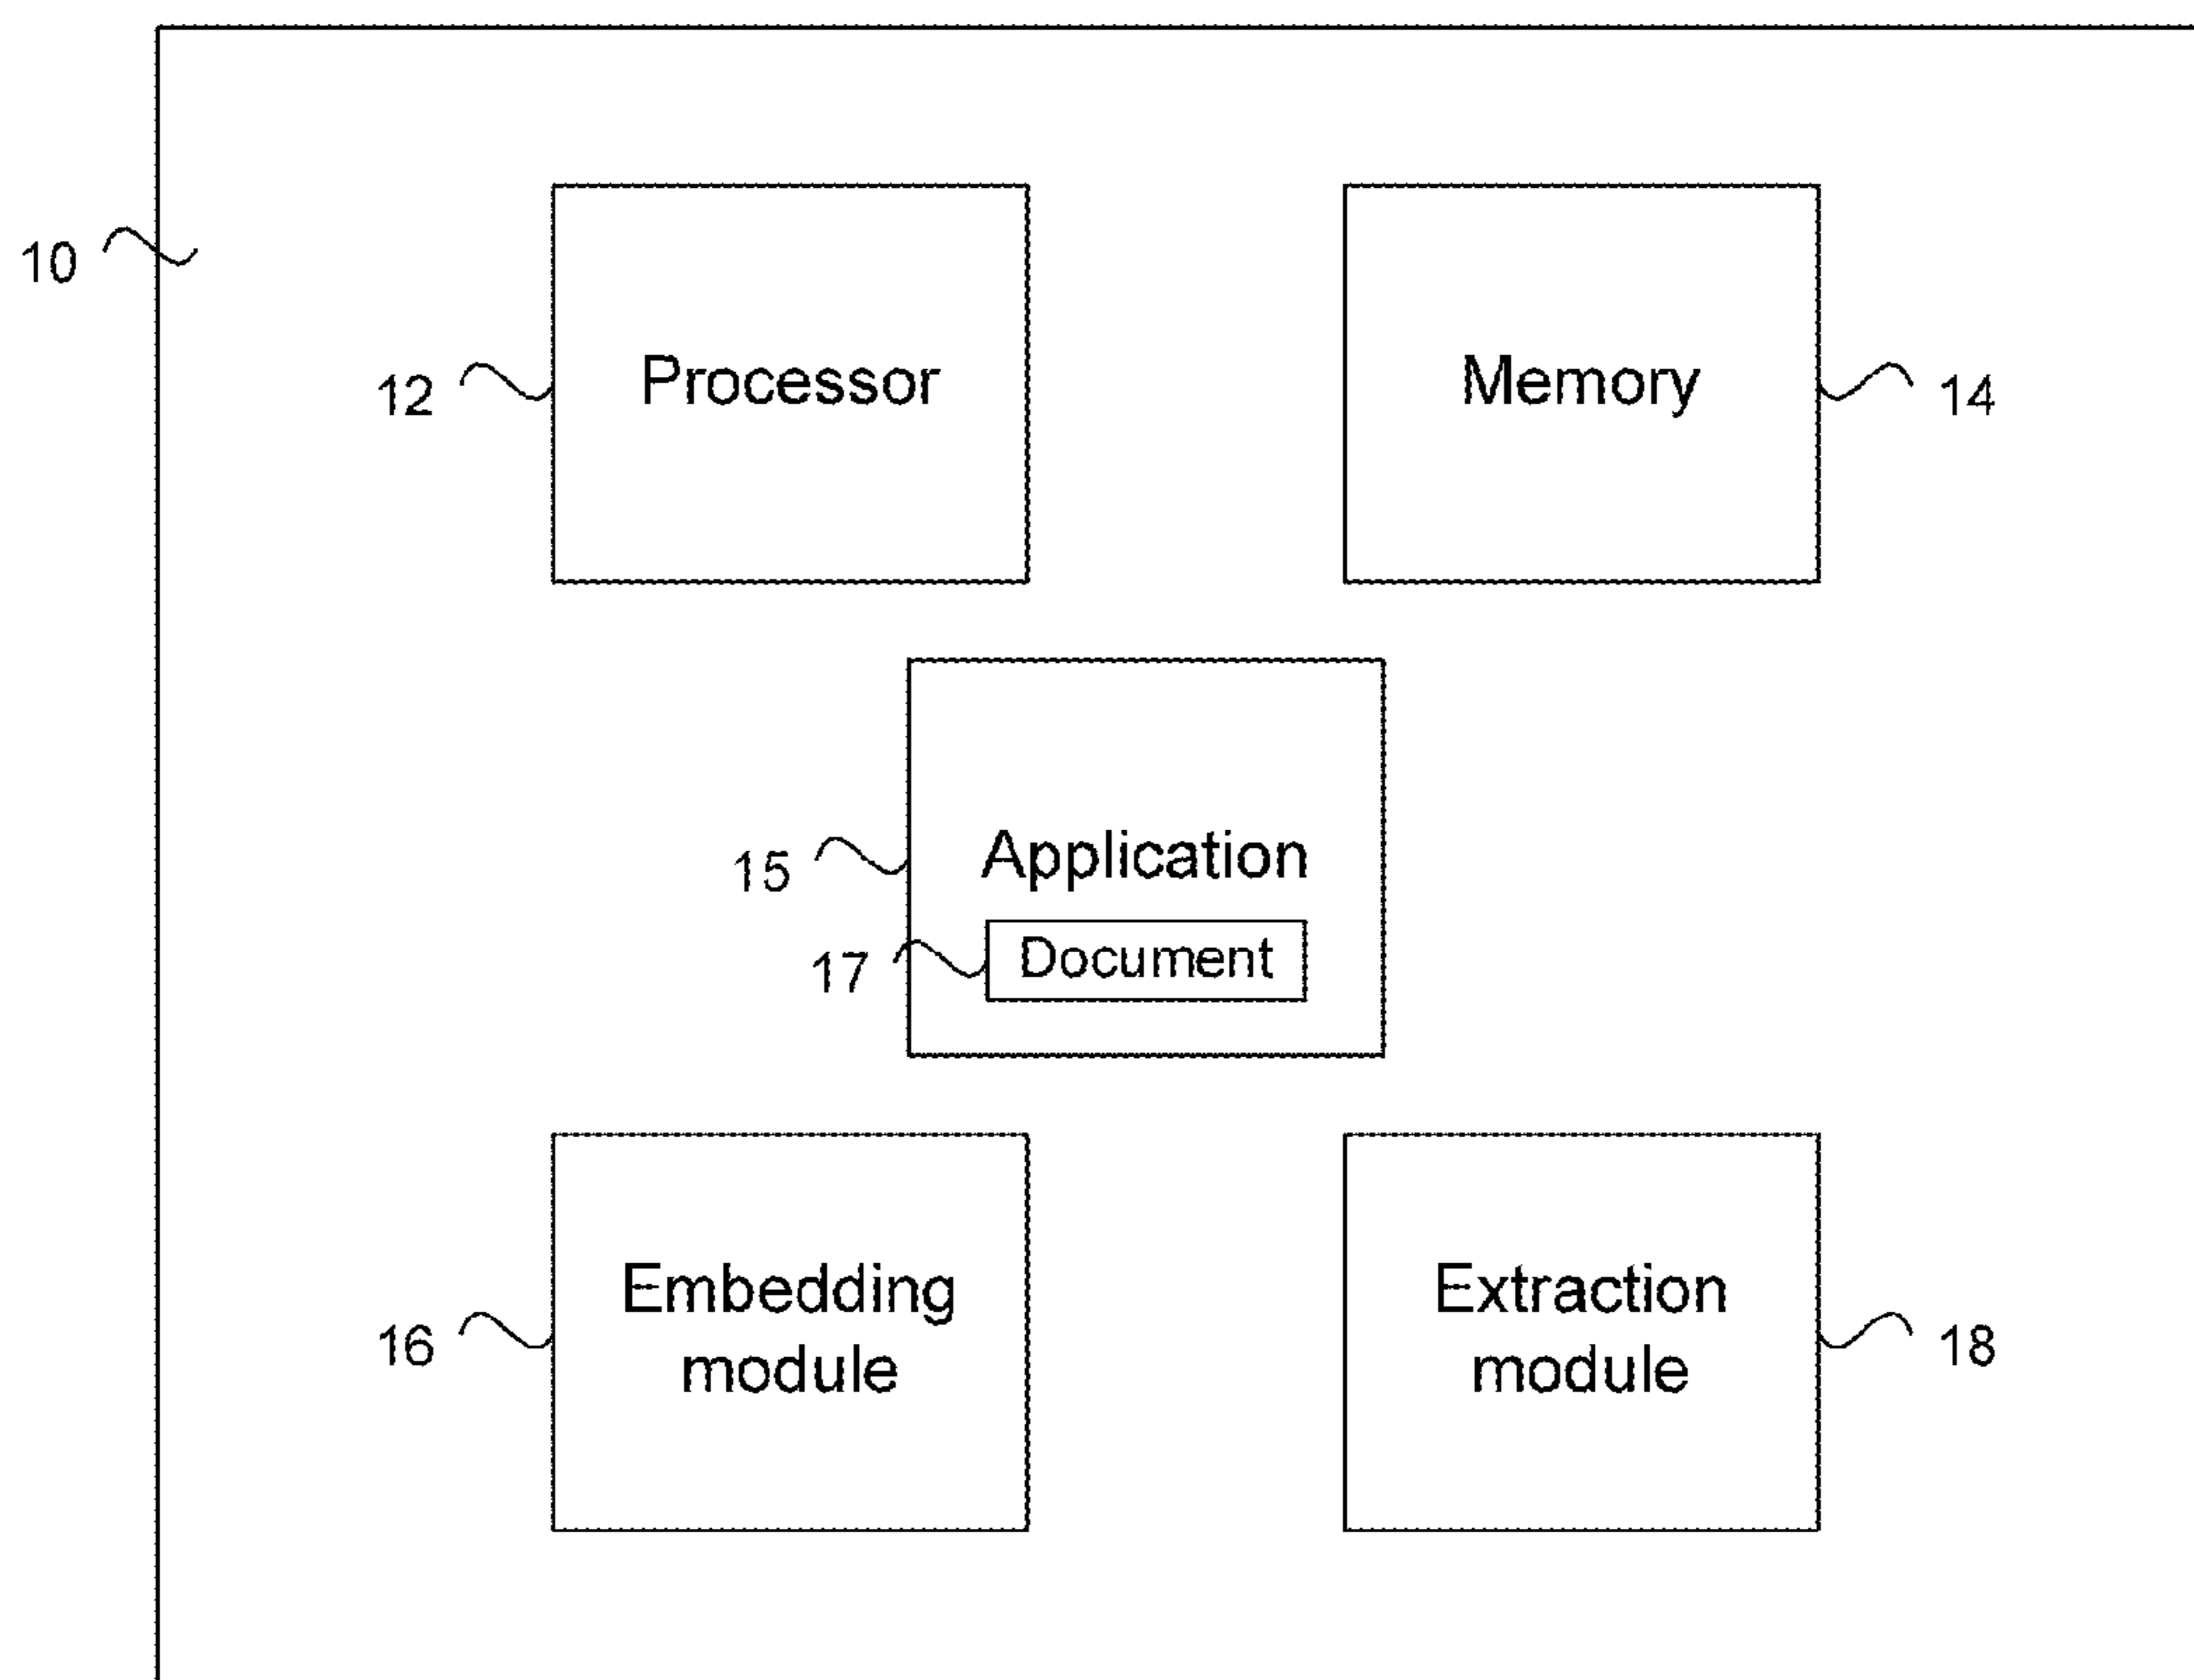 10
12
Processor
Memory
14
15
Application
17
Document
16
Embedding
module
Extraction
module
18